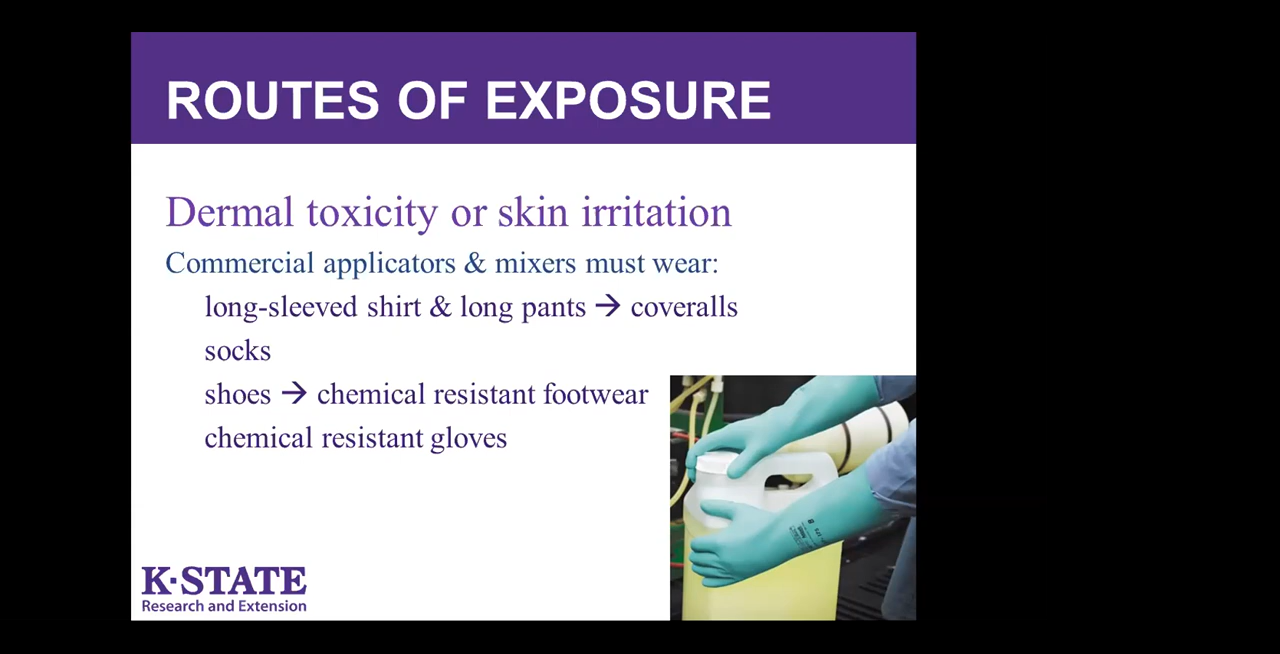 ROUTES OF EXPOSURE
Dermal toxicity or skin irritation
Commercial applicators & mixers must wear:
long-sleeved shirt & long pants → coveralls
socks
shoes → chemical resistant footwear
chemical resistant gloves
K·STATE
Research and Extension